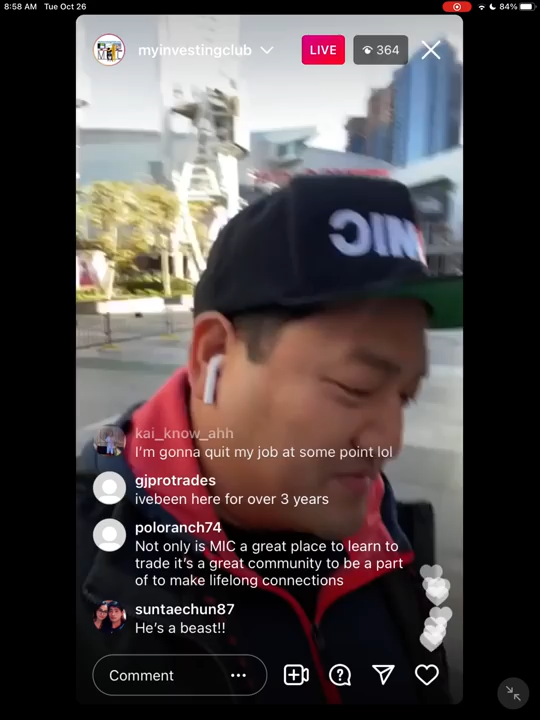 8:58 AM Tue Oct 26
84%
myinvestingclub
LIVE
364
MIC
kai_know_ahh
I'm gonna quit my job at some point lol
gjprotrades
ivebeen here for over 3 years
poloranch74
Not only is MIC a great place to learn to
trade it's a great community to be a part
of to make lifelong connections
suntaechun87
He's a beast!!
Comment